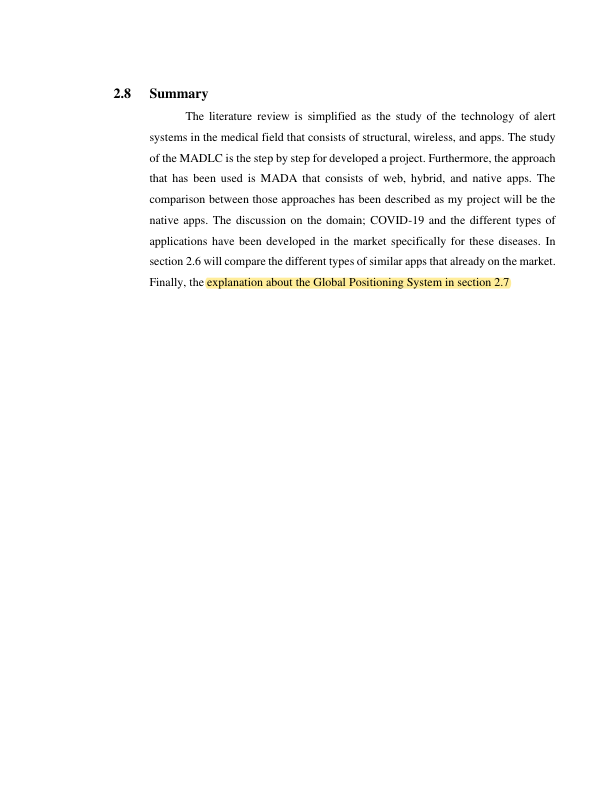 2.8 Summary
The literature review is simplified as the study of the technology of alert
systems in the medical field that consists of structural, wireless, and apps. The study
of the MADLC is the step by step for developed a project. Furthermore, the approach
that has been used is MADA that consists of web, hybrid, and native apps. The
comparison between those approaches has been described as my project will be the
native apps. The discussion on the domain; COVID-19 and the different types of
applications have been developed in the market specifically for these diseases. In
section 2.6 will compare the different types of similar apps that already on the market.
Finally, the explanation about the Global Positioning System in section 2.7